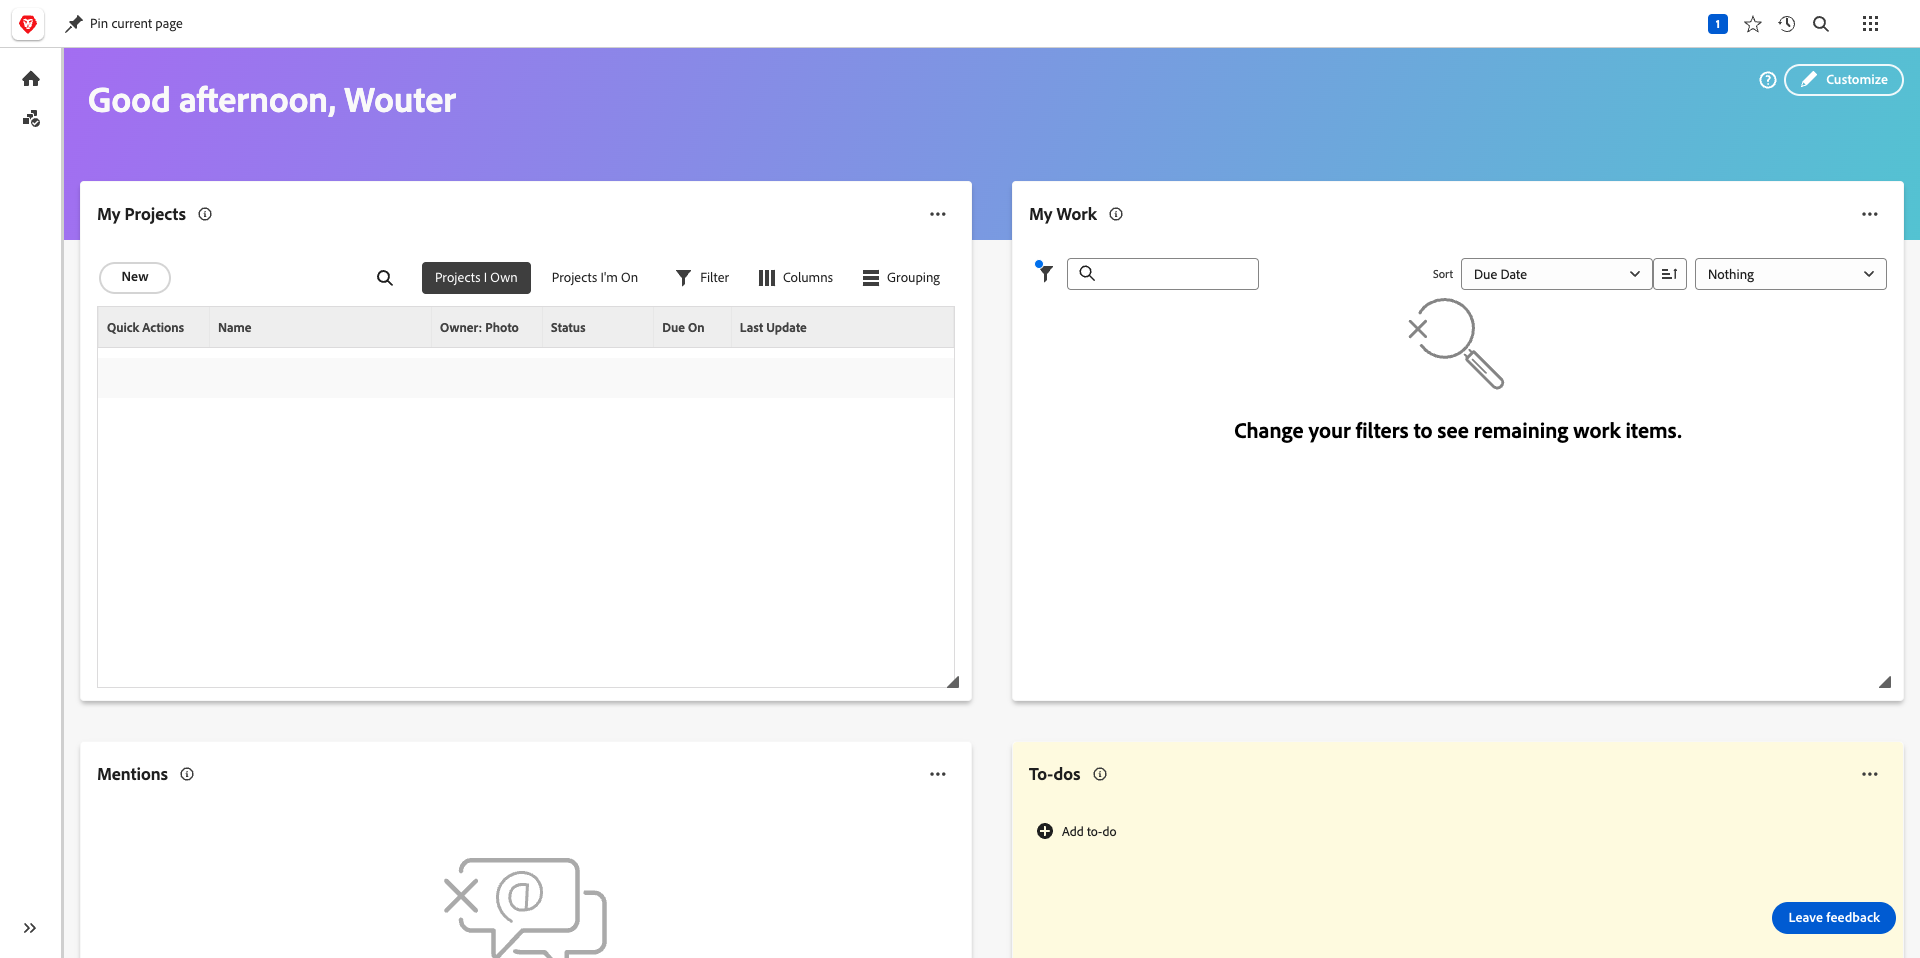 Pin current page
1
Good afternoon, Wouter
Customize
My Projects
New
Projects I Own
Projects I'm On
Filter
Columns
Grouping
Quick Actions
Name
Owner: Photo
Status
Due On
Last Update
My Work
Sort
Due Date
Nothing
Change your filters to see remaining work items.
Mentions
@
To-dos
Add to-do
Leave feedback